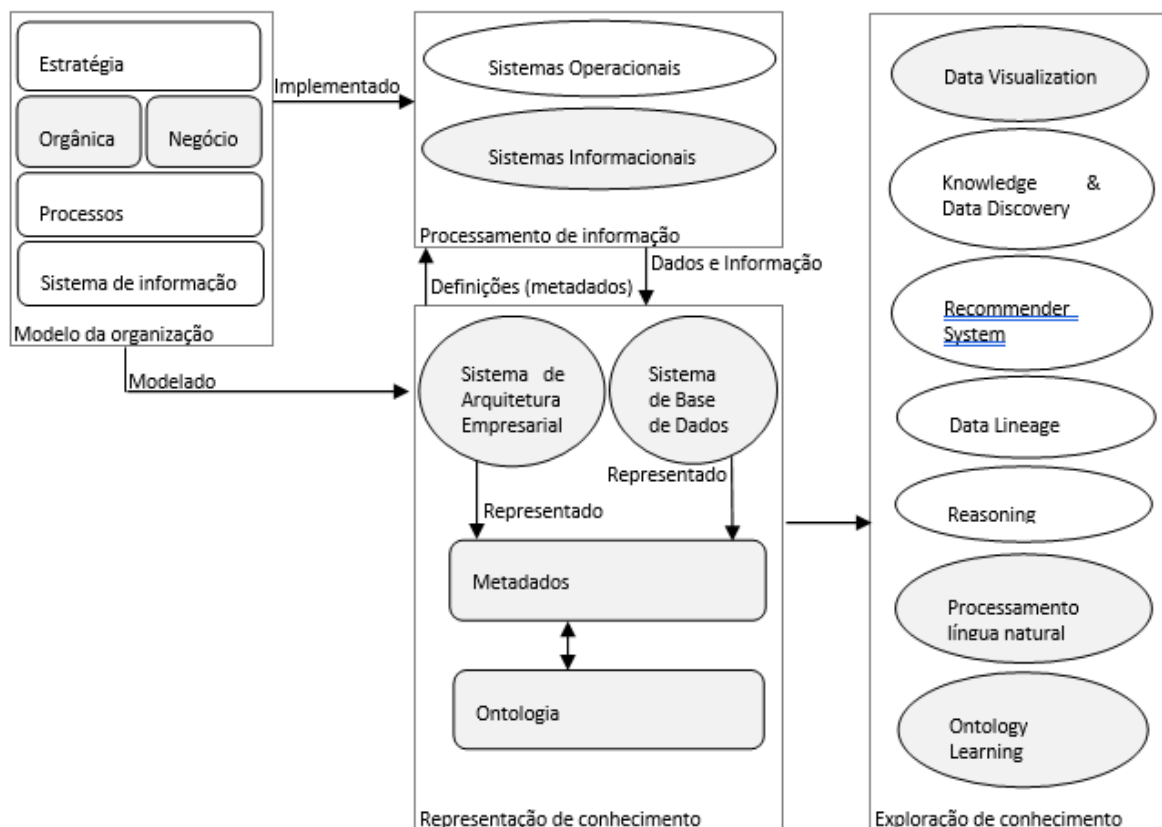 Estratégia
Orgânica
Negócio
Processos
Sistema de informação
Modelo da organização
Implementado
Modelado
Sistemas Operacionais
Sistemas Informacionais
Processamento de informação
Definições (metadados)
Dados e Informação
Sistema de
Arquitetura
Empresarial
Sistema
de Base
de Dados
Representado
Representado
Metadados
Ontologia
Representação de conhecimento
Data Visualization
Knowledge &
Data Discovery
Recommender
System
Data Lineage
Reasoning
Processamento
língua natural
Ontology
Learning
Exploração de conhecimento